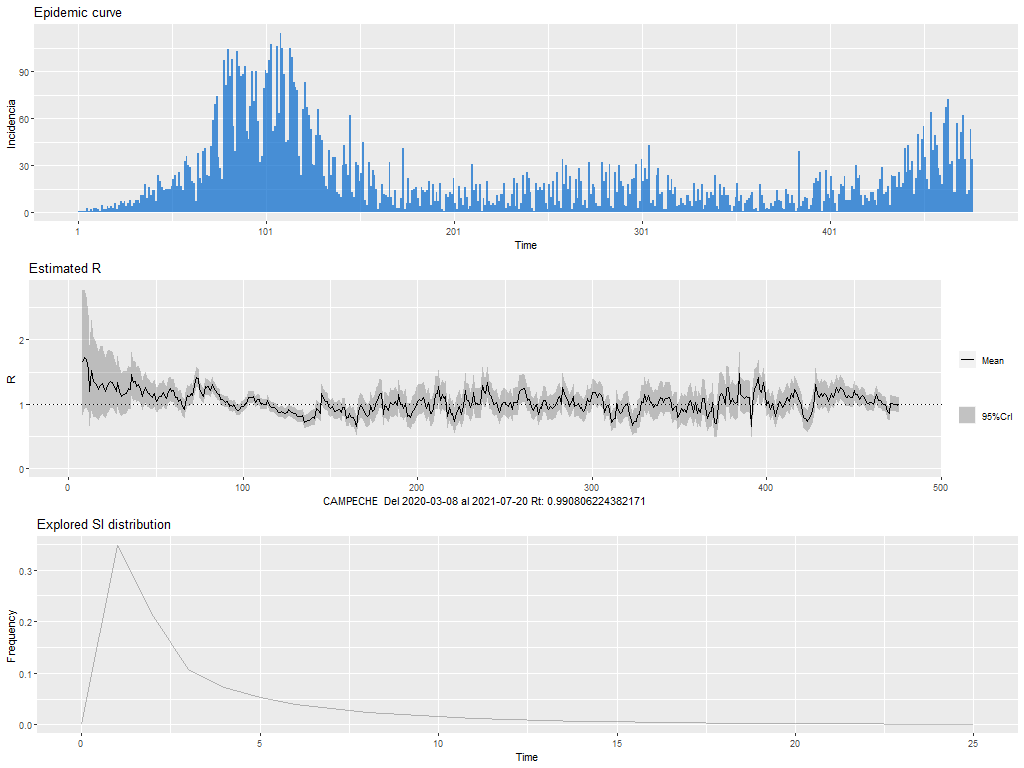 Epidemic curve
Incidencia
90
60
30
0
1
101
201
301
401
Time
Estimated R
R
2
1
0
0
100
200
300
400
500
Mean
95%CrI
CAMPECHE Del 2020-03-08 al 2021-07-20 Rt: 0.990806224382171
Explored SI distribution
Frequency
0.3
0.2
0.1
0.0
0
5
10
15
20
25
Time